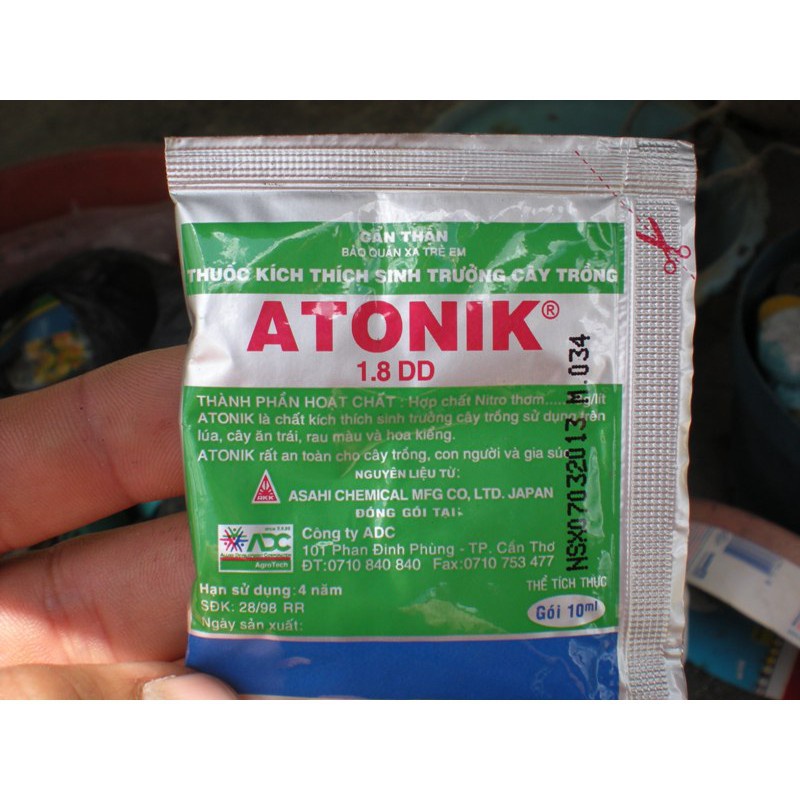 CẨN THẬN
BẢO QUẢN XA TRẺ EM
THUỐC KÍCH THÍCH SINH TRƯỞNG CÂY TRỒNG
ATONIK®
1.8 DD
THÀNH PHẦN HOẠT CHẤT : Hợp chất Nitro thơm.......g/lít
ATONIK là chất kích thích sinh trưởng cây trồng sử dụng trên
lúa, cây ăn trái, rau màu và hoa kiểng.
ATONIK rất an toàn cho cây trồng, con người và gia súc
NGUYÊN LIỆU TỪ:
ASAHI CHEMICAL MFG CO, LTD. JAPAN
ĐÓNG GÓI TẠI:
ADC
AgroTech
Công ty ADC
101 Phan Đình Phùng - TP. Cần Thơ
ĐT:0710 840 840 Fax:0710 753 477
Hạn sử dụng:4 năm
SĐK: 28/98 RR
Ngày sản xuất:
THỂ TÍCH THỰC
Gói 10ml
NSX07032013 M.034